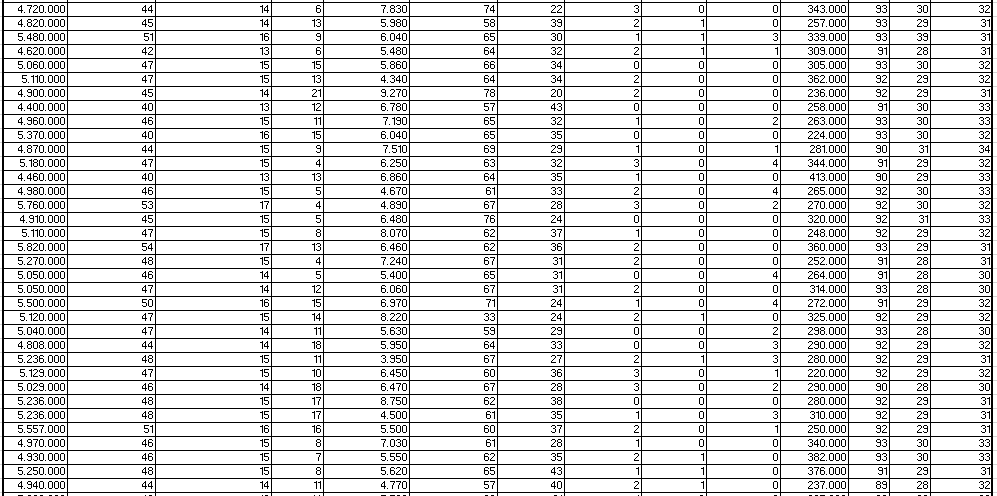 4.720.000 44 14 6 7.830 74 22 3 0 0 343.000 93 30 32
4.820.000 45 14 13 5.980 58 39 2 1 0 257.000 93 29 31
5.480.000 51 16 9 6.040 65 30 1 1 3 339.000 93 39 31
4.620.000 42 13 6 5.480 64 32 2 1 1 309.000 91 28 31
5.060.000 47 15 15 5.860 66 34 0 0 0 305.000 93 30 32
5.110.000 47 15 13 4.340 64 34 2 0 0 362.000 92 29 32
4.900.000 45 14 21 9.270 78 20 2 0 0 236.000 92 29 31
4.400.000 40 13 12 6.780 57 43 0 0 0 258.000 91 30 33
4.960.000 46 15 11 7.190 65 32 1 0 2 263.000 93 30 33
5.370.000 40 16 15 6.040 65 35 0 0 0 224.000 93 30 32
4.870.000 44 15 9 7.510 69 29 1 0 1 281.000 90 31 34
5.180.000 47 15 4 6.250 63 32 3 0 4 344.000 91 29 32
4.460.000 40 13 13 6.860 64 35 1 0 0 413.000 90 29 33
4.980.000 46 15 5 4.670 61 33 2 0 4 265.000 92 30 33
5.760.000 53 17 4 4.890 67 28 3 0 2 270.000 92 30 32
4.910.000 45 15 5 6.480 76 24 0 0 0 320.000 92 31 33
5.110.000 47 15 8 8.070 62 37 1 0 0 248.000 92 29 32
5.820.000 54 17 13 6.460 62 36 2 0 0 360.000 93 29 31
5.270.000 48 15 4 7.240 67 31 2 0 0 252.000 91 28 31
5.050.000 46 14 5 5.400 65 31 0 0 4 264.000 91 28 30
5.050.000 47 14 12 6.060 67 31 2 0 0 314.000 93 28 30
5.500.000 50 16 15 6.970 71 24 1 0 4 272.000 91 29 32
5.120.000 47 15 14 8.220 33 24 2 1 0 325.000 92 29 32
5.040.000 47 14 11 5.630 59 29 0 0 2 298.000 93 28 30
4.808.000 44 14 18 5.950 64 33 0 0 3 290.000 92 29 32
5.236.000 48 15 11 3.950 67 27 2 1 3 280.000 92 29 31
5.129.000 47 15 10 6.450 60 36 3 0 1 220.000 92 29 32
5.029.000 46 14 18 6.470 67 28 3 0 2 290.000 90 28 30
5.236.000 48 15 17 8.750 62 38 0 0 0 280.000 92 29 31
5.236.000 48 15 17 4.500 61 35 1 0 3 310.000 92 29 31
5.557.000 51 16 16 5.500 60 37 2 0 1 250.000 92 29 31
4.970.000 46 15 8 7.030 61 28 1 0 0 340.000 93 30 33
4.930.000 46 15 7 5.550 62 35 2 1 0 382.000 93 30 33
5.250.000 48 15 8 5.620 65 43 1 1 0 376.000 91 29 31
4.940.000 44 14 11 4.770 57 40 2 1 0 237.000 89 28 32